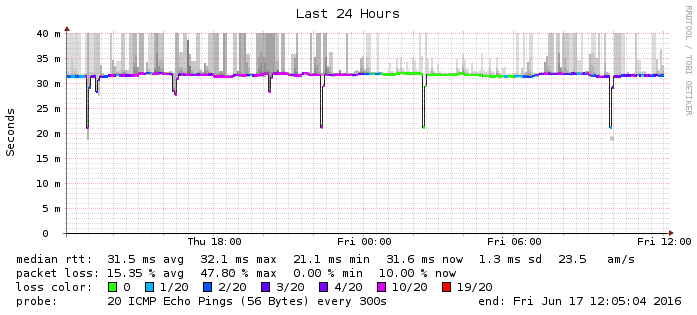 Last 24 Hours
RRDTOOL / TOBI OETIKER
Seconds
40 m
35 m
30 m
25 m
20 m
15 m
10 m
5 m
0
Thu 18:00 Fri 00:00 Fri 06:00 Fri 12:00
median rtt: 31.5 ms avg 32.1 ms max 21.1 ms min 31.6 ms now 1.3 ms sd 23.5 am/s
packet loss: 15.35 % avg 47.80 % max 0.00 % min 10.00 % now
loss color: 0 1/20 2/20 3/20 4/20 10/20 19/20
probe: 20 ICMP Echo Pings (56 Bytes) every 300s end: Fri Jun 17 12:05:04 2016